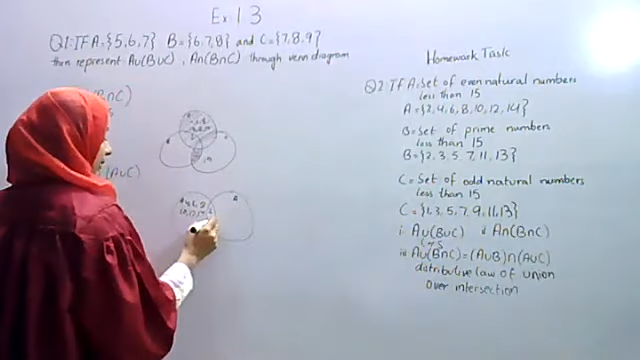 Ex 1.3
Q1: If A={5,6,7} B={6,7,8} and C={7,8,9}
then represent A∪(B∪C), A∩(B∩C) through venn diagram
B∩C)
A∪C)
Homework Task
Q2 If A=Set of even natural numbers
less than 15
A={2,4,6,8,10,12,14}
B=Set of prime numbers
less than 15
B={2,3,5,7,11,13}
C=Set of odd natural numbers
less than 15
C={1,3,5,7,9,11,13}
i. A∪(B∪C) ii A∩(B∩C)
iii A∪(B∩C)=(A∪B)∩(A∪C)
distributive law of union
over intersection